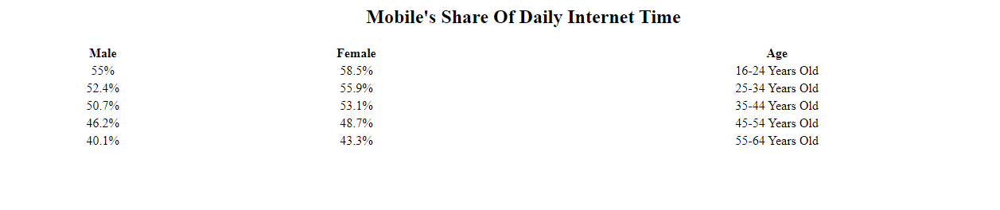 Mobile's Share Of Daily Internet Time
Male Female Age
55% 58.5% 16-24 Years Old
52.4% 55.9% 25-34 Years Old
50.7% 53.1% 35-44 Years Old
46.2% 48.7% 45-54 Years Old
40.1% 43.3% 55-64 Years Old